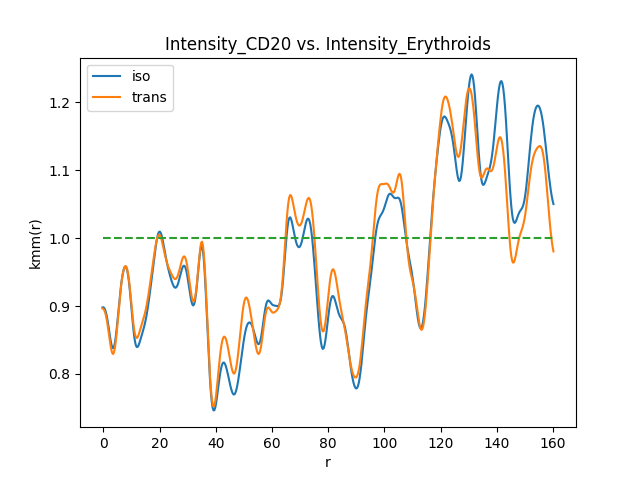 Intensity_CD20 vs. Intensity_Erythroids
iso
trans
kmm(r)
1.2
1.1
1.0
0.9
0.8
0 20 40 60 80 100 120 140 160
r